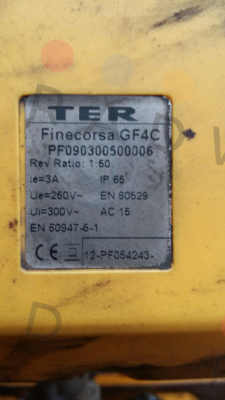 TER
Finecorsa GF4C
PF090300500006
Rev Ratio: 1:50
Ie=3A IP 65
Ue=250V~ EN 60529
Ui=300V~ AC 15
EN 60947-5-1
CE 12-PF054243-